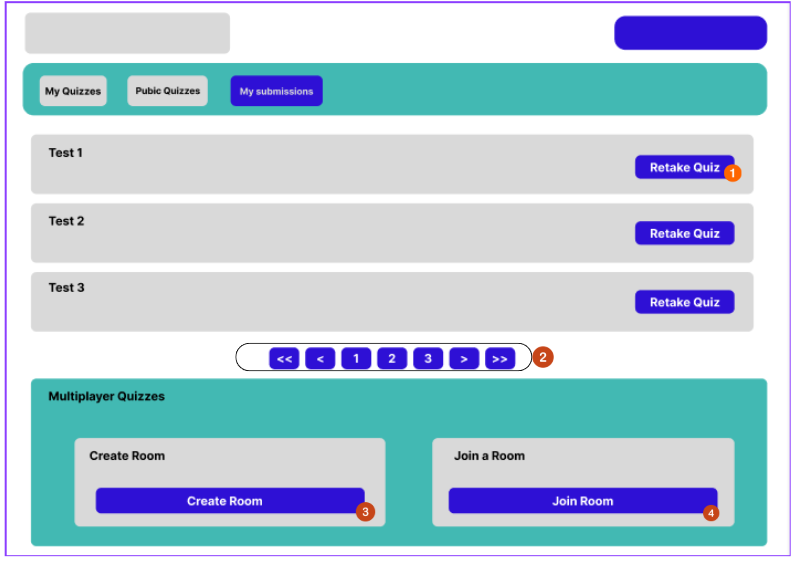 My Quizzes
Pubic Quizzes
My submissions
Test 1
Retake Quiz
1
Test 2
Retake Quiz
Test 3
Retake Quiz
<< < 1 2 3 > >>
2
Multiplayer Quizzes
Create Room
Join a Room
Create Room
3
Join Room
4